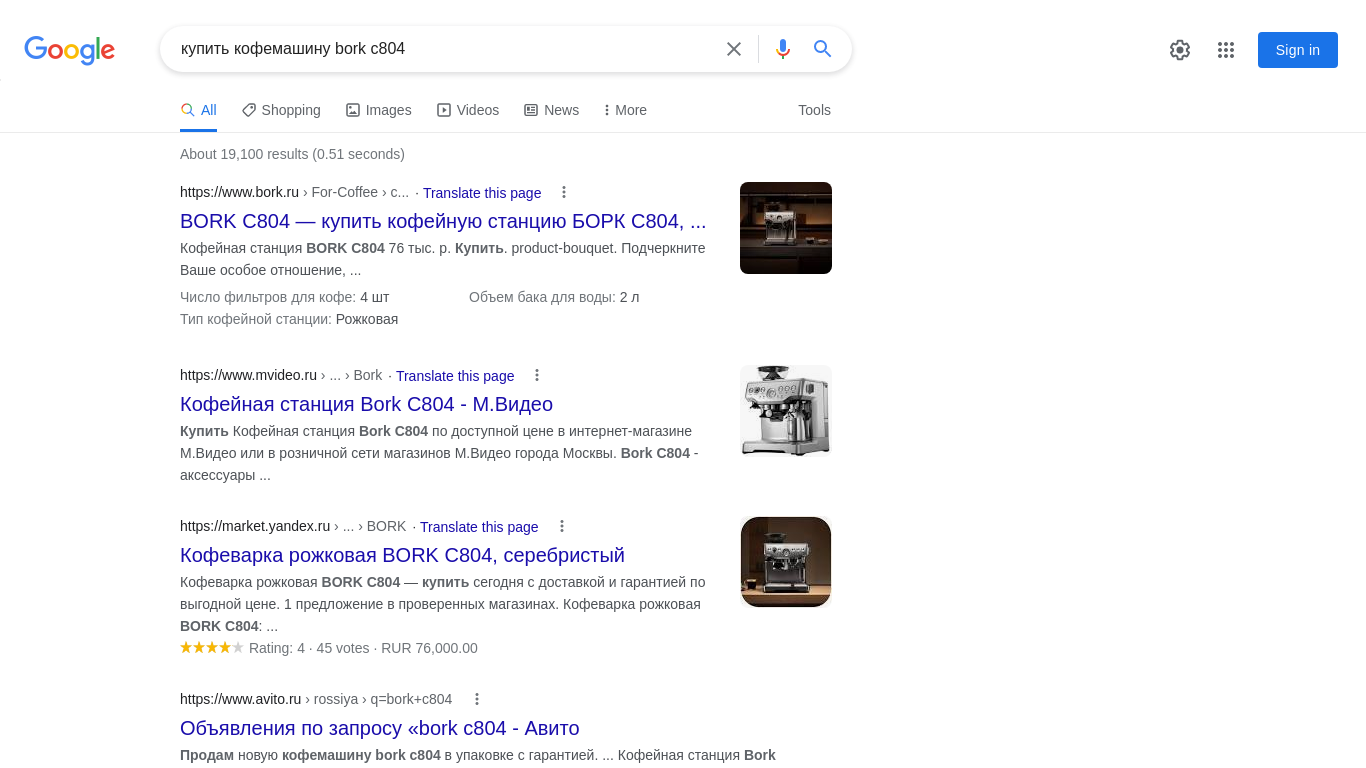 Google
купить кофемашину bork c804
Sign in
All Shopping Images Videos News More Tools
About 19,100 results (0.51 seconds)
https://www.bork.ru › For-Coffee › c... · Translate this page
BORK C804 — купить кофейную станцию БОРК C804, ...
Кофейная станция BORK C804 76 тыс. р. Купить. product-bouquet. Подчеркните
Ваше особое отношение, ...
Число фильтров для кофе: 4 шт Объем бака для воды: 2 л
Тип кофейной станции: Рожковая
https://www.mvideo.ru › ... › Bork · Translate this page
Кофейная станция Bork C804 - М.Видео
Купить Кофейная станция Bork C804 по доступной цене в интернет-магазине
М.Видео или в розничной сети магазинов М.Видео города Москвы. Bork C804 -
аксессуары ...
https://market.yandex.ru › ... › BORK · Translate this page
Кофеварка рожковая BORK C804, серебристый
Кофеварка рожковая BORK C804 — купить сегодня с доставкой и гарантией по
выгодной цене. 1 предложение в проверенных магазинах. Кофеварка рожковая
BORK C804: ...
Rating: 4 · 45 votes · RUR 76,000.00
https://www.avito.ru › rossiya › q=bork+c804
Объявления по запросу «bork c804 - Авито
Продам новую кофемашину bork c804 в упаковке с гарантией. ... Кофейная станция Bork